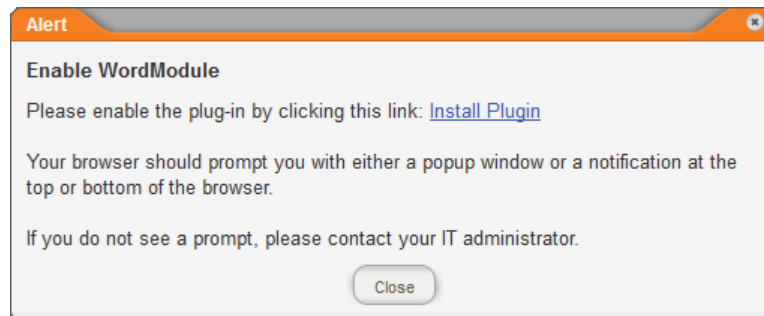 Alert
Enable WordModule
Please enable the plug-in by clicking this link: Install Plugin
Your browser should prompt you with either a popup window or a notification at the
top or bottom of the browser.
If you do not see a prompt, please contact your IT administrator.
Close